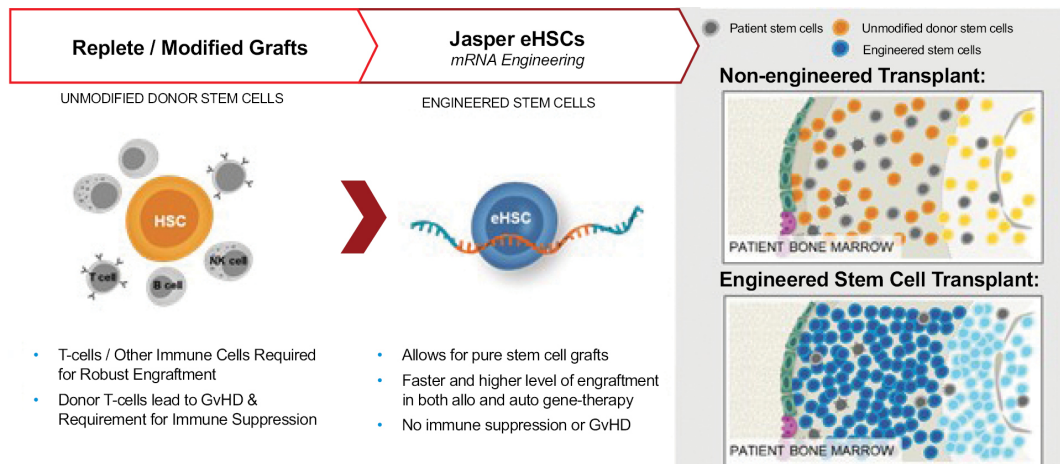 Replete / Modified Grafts
Jasper eHSCs
mRNA Engineering
UNMODIFIED DONOR STEM CELLS
ENGINEERED STEM CELLS
HSC
T cell
B cell
NK cell
eHSC
• T-cells / Other Immune Cells Required
for Robust Engraftment
• Donor T-cells lead to GvHD &
Requirement for Immune Suppression
• Allows for pure stem cell grafts
• Faster and higher level of engraftment
in both allo and auto gene-therapy
• No immune suppression or GvHD
Patient stem cells
Unmodified donor stem cells
Engineered stem cells
Non-engineered Transplant:
PATIENT BONE MARROW
Engineered Stem Cell Transplant:
PATIENT BONE MARROW